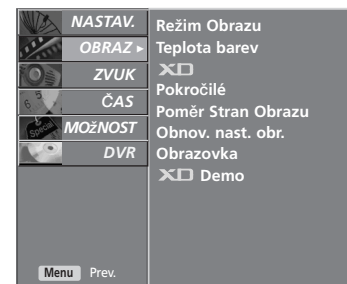 NASTAV.
OBRAZ
ZVUK
ČAS
Special
MOžNOST
DVR
Režim Obrazu
Teplota barev
XD
Pokročilé
Poměr Stran Obrazu
Obnov. nast. obr.
Obrazovka
XD Demo
Menu Prev.